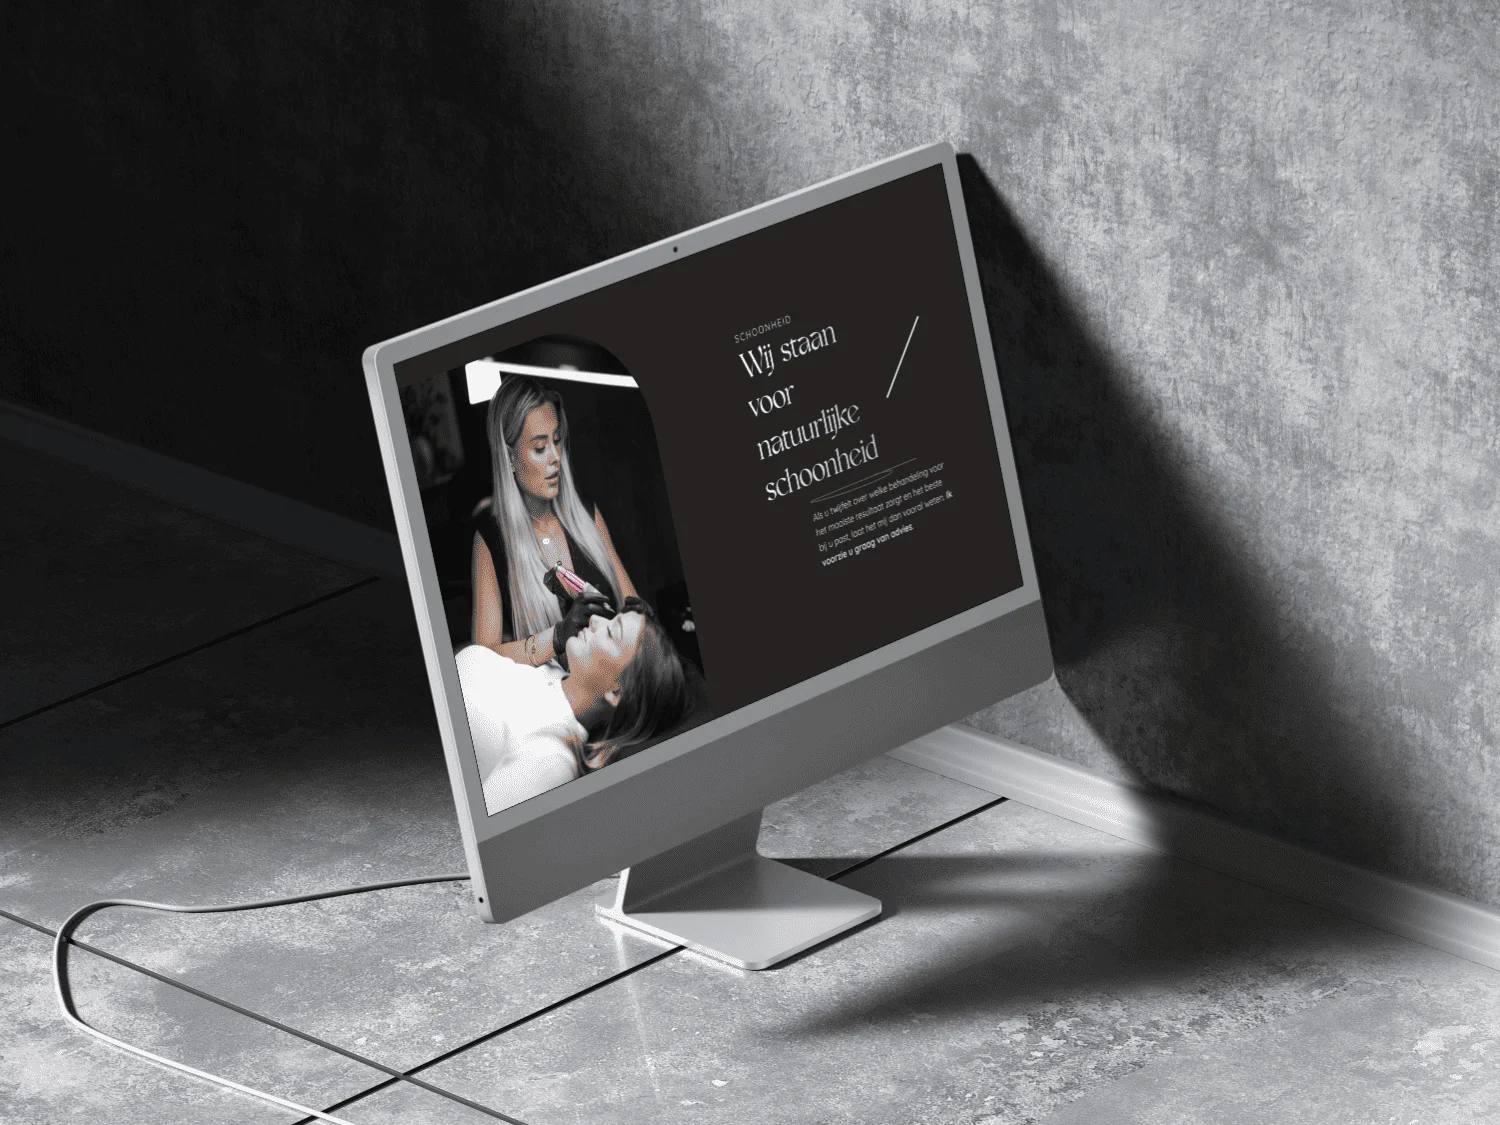 SCHOONHEID
Wij staan
voor
natuurlijke
schoonheid
Als u twijfelt over welke behandeling voor
het mooiste resultaat zorgt en het beste
bij u past, laat het mij dan vooral weten. Ik
voorzie u graag van advies.